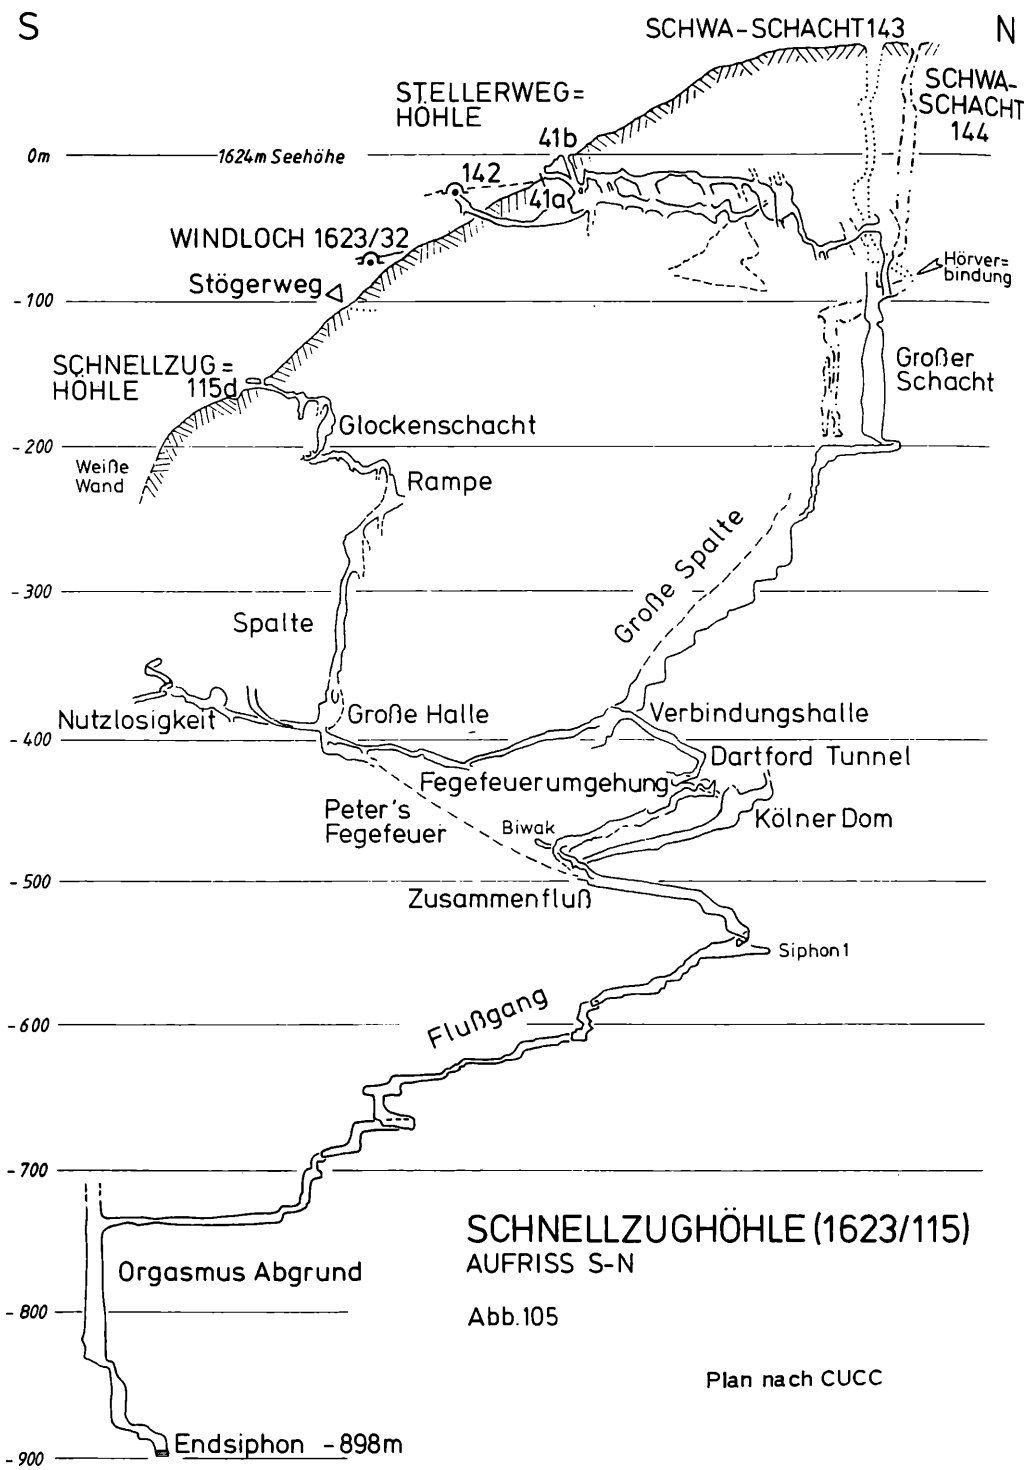 S
N
SCHWA-SCHACHT 143
STELLERWEG=
HÖHLE
SCHWA-
SCHACHT
144
41b
0m
1624m Seehöhe
142
41a
WINDLOCH 1623/32
Hörver=
bindung
Stögerweg
-100
SCHNELLZUG=
HÖHLE
115d
Großer
Schacht
Glockenschacht
-200
Weiße
Wand
Rampe
Große Spalte
-300
Spalte
Nutzlosigkeit
Große Halle
Verbindungshalle
-400
Dartford Tunnel
Fegefeuerumgehung
Peter's
Fegefeuer
Biwak
Kölner Dom
-500
Zusammenfluß
Siphon 1
Flußgang
-600
-700
SCHNELLZUGHÖHLE (1623/115)
AUFRISS S-N
Orgasmus Abgrund
-800
Abb. 105
Plan nach CUCC
Endsiphon -898m
-900